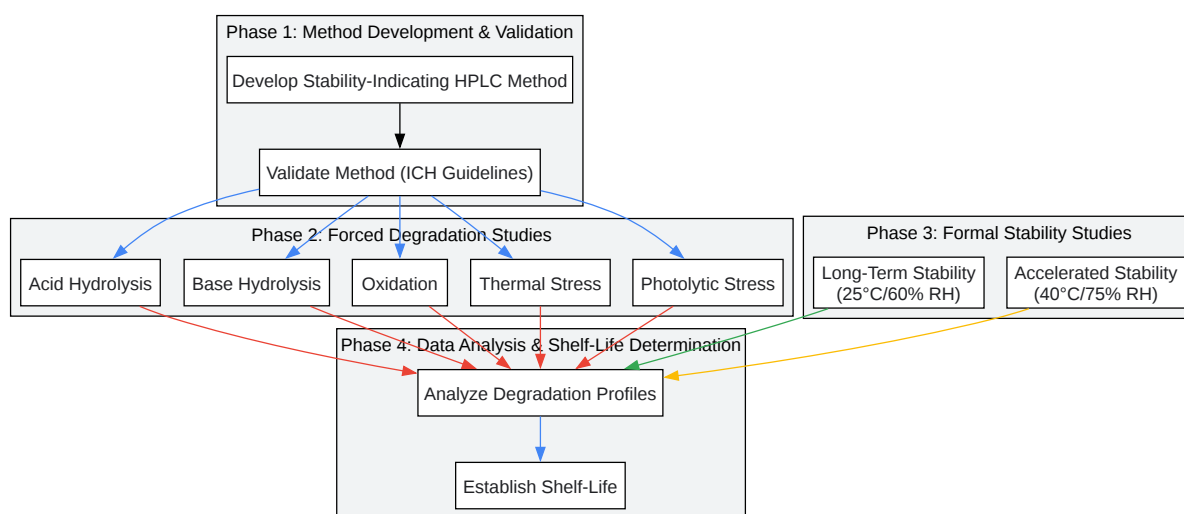 Phase 1: Method Development & Validation
Develop Stability-Indicating HPLC Method
Validate Method (ICH Guidelines)
Phase 2: Forced Degradation Studies
Acid Hydrolysis
Base Hydrolysis
Oxidation
Thermal Stress
Photolytic Stress
Phase 3: Formal Stability Studies
Long-Term Stability
(25°C/60% RH)
Accelerated Stability
(40°C/75% RH)
Phase 4: Data Analysis & Shelf-Life Determination
Analyze Degradation Profiles
Establish Shelf-Life